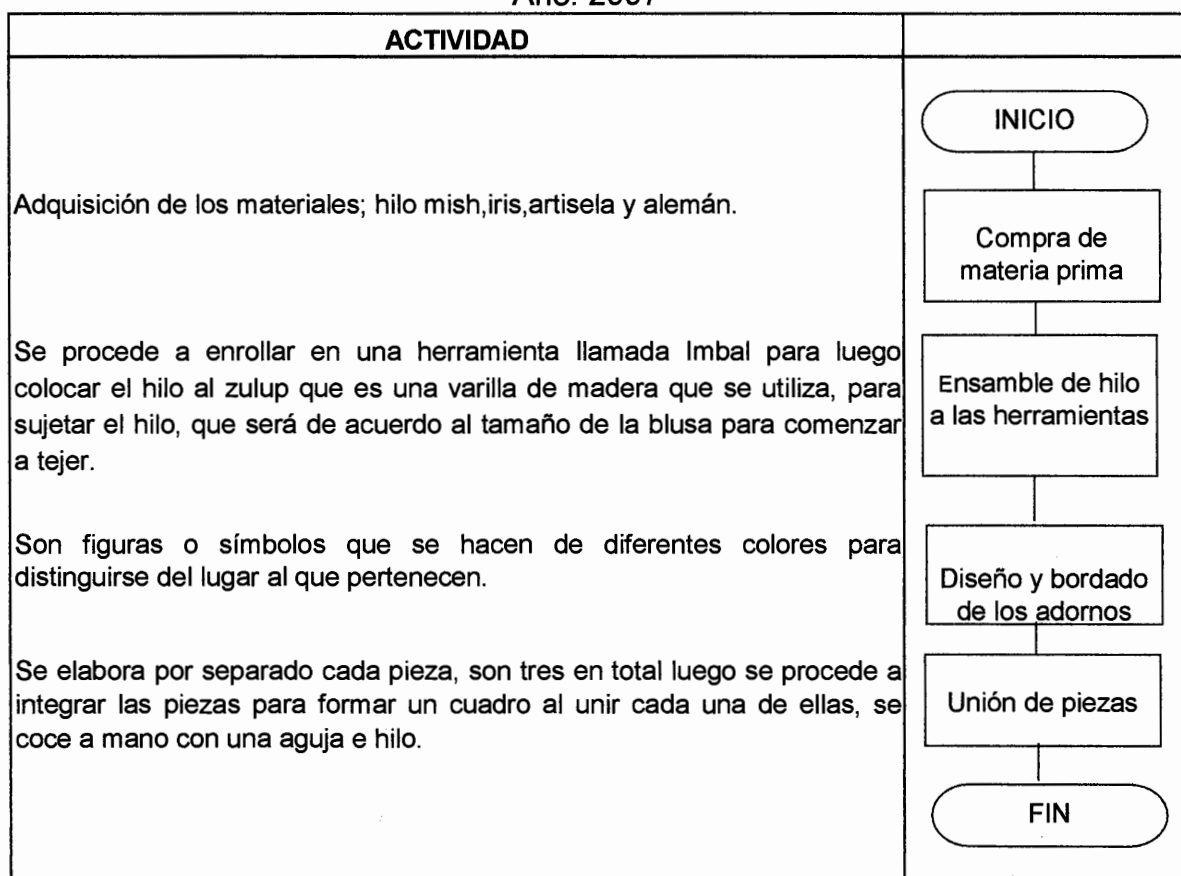 ACTIVIDAD
INICIO
Adquisición de los materiales; hilo mish,iris,artisela y alemán.
Compra de
materia prima
Se procede a enrollar en una herramienta llamada Imbal para luego
colocar el hilo al zulup que es una varilla de madera que se utiliza, para
sujetar el hilo, que será de acuerdo al tamaño de la blusa para comenzar
a tejer.
Ensamble de hilo
a las herramientas
Son figuras o símbolos que se hacen de diferentes colores para
distinguirse del lugar al que pertenecen.
Diseño y bordado
de los adornos
Se elabora por separado cada pieza, son tres en total luego se procede a
integrar las piezas para formar un cuadro al unir cada una de ellas, se
coce a mano con una aguja e hilo.
Unión de piezas
FIN